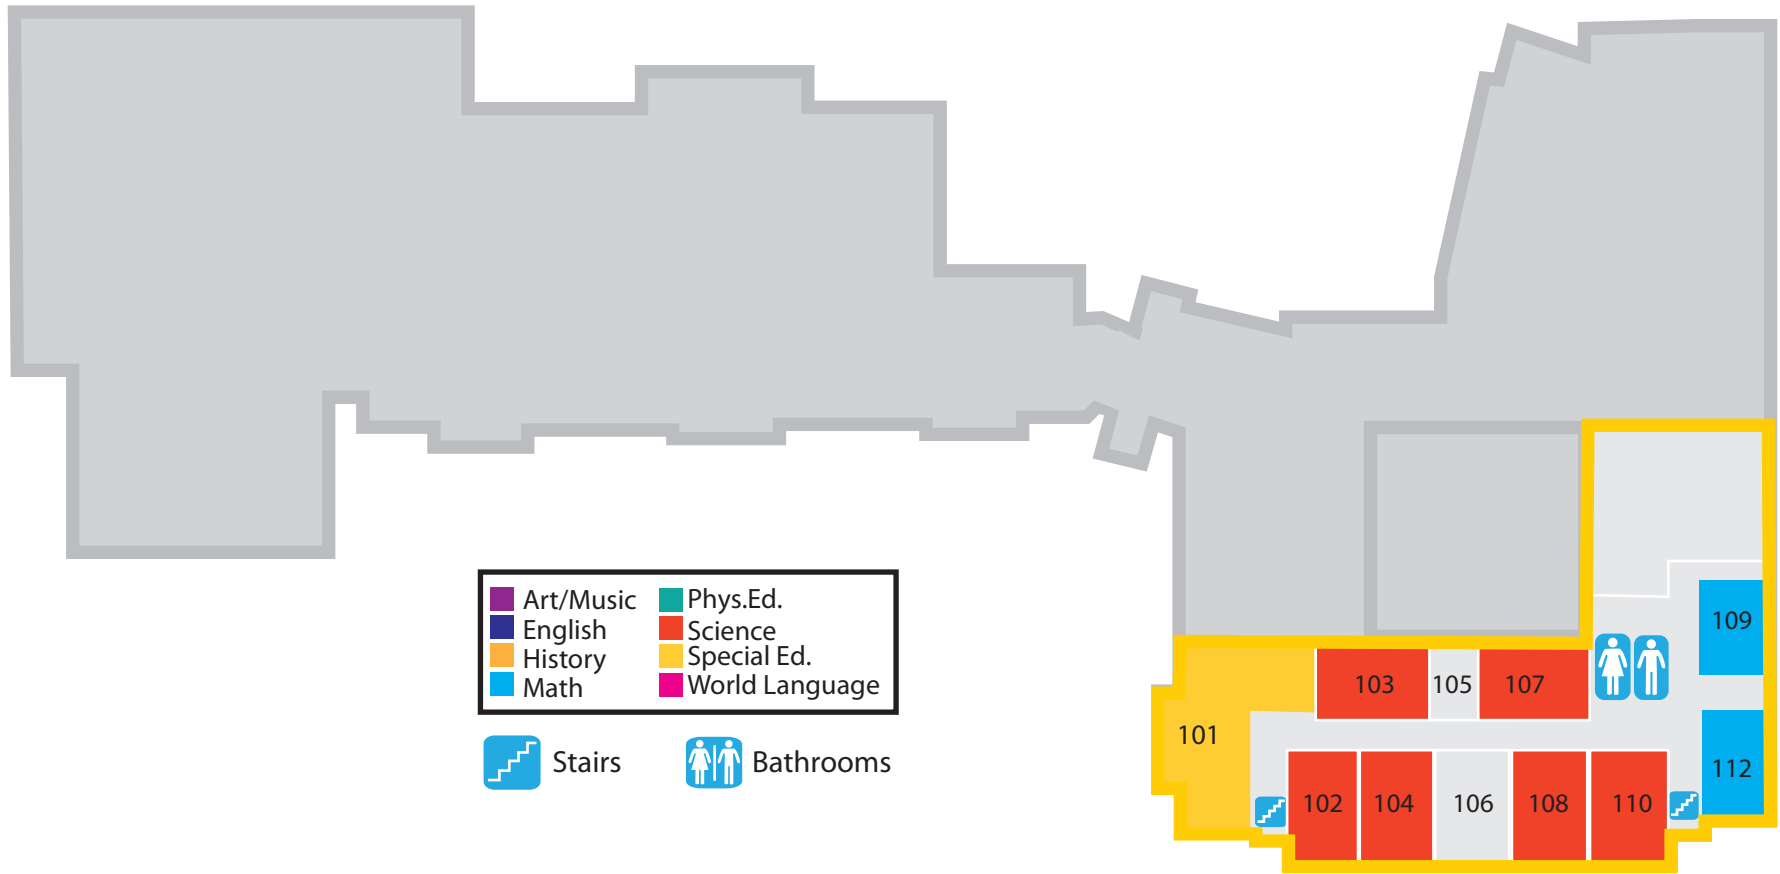 Art/Music
English
History
Math
Phys.Ed.
Science
Special Ed.
World Language
Stairs
Bathrooms
109
103 105 107
101
112
102 104 106 108 110